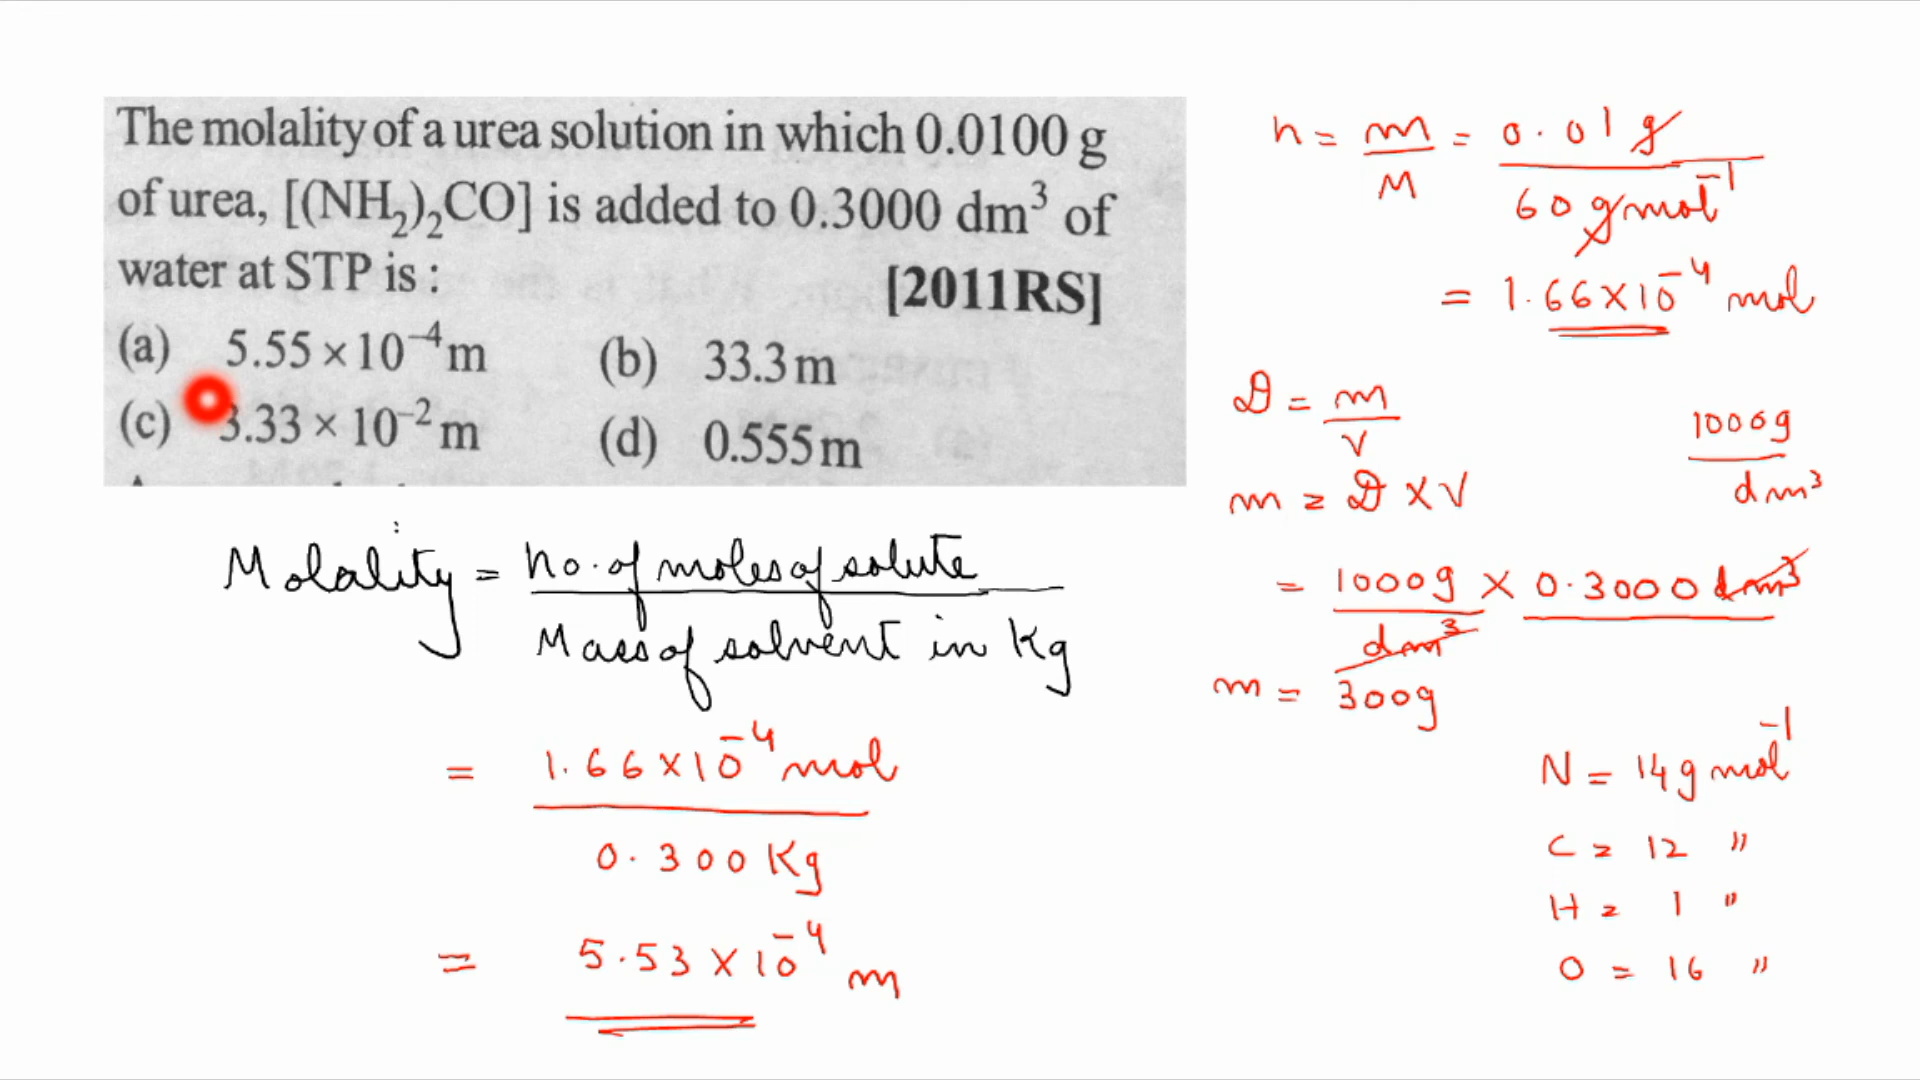 The molality of a urea solution in which 0.0100 g
of urea, [(NH₂)₂CO] is added to 0.3000 dm³ of
water at STP is : [2011RS]
(a) 5.55 × 10⁻⁴ m (b) 33.3 m
(c) 3.33 × 10⁻² m (d) 0.555 m
Molality = no. of moles of solute
Mass of solvent in Kg
= 1.66 × 10⁻⁴ mol
0.300 Kg
= 5.53 × 10⁻⁴ m
n = m/M = 0.01 g
60 g mol⁻¹
= 1.66 × 10⁻⁴ mol
D = m/V
1000g
dm³
m = D × V
= 1000g × 0.3000 dm³
dm³
m = 300g
N = 14 g mol⁻¹
C = 12 "
H = 1 "
O = 16 "